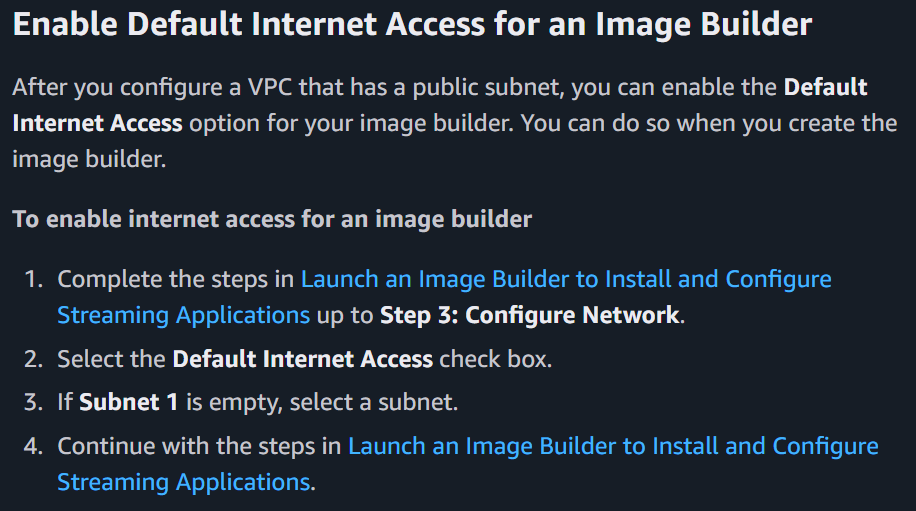 Enable Default Internet Access for an Image Builder
After you configure a VPC that has a public subnet, you can enable the Default
Internet Access option for your image builder. You can do so when you create the
image builder.
To enable internet access for an image builder
1. Complete the steps in Launch an Image Builder to Install and Configure
Streaming Applications up to Step 3: Configure Network.
2. Select the Default Internet Access check box.
3. If Subnet 1 is empty, select a subnet.
4. Continue with the steps in Launch an Image Builder to Install and Configure
Streaming Applications.